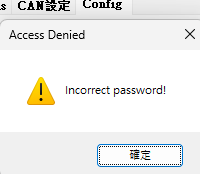 CAN設定 Config
Access Denied
Incorrect password!
確定